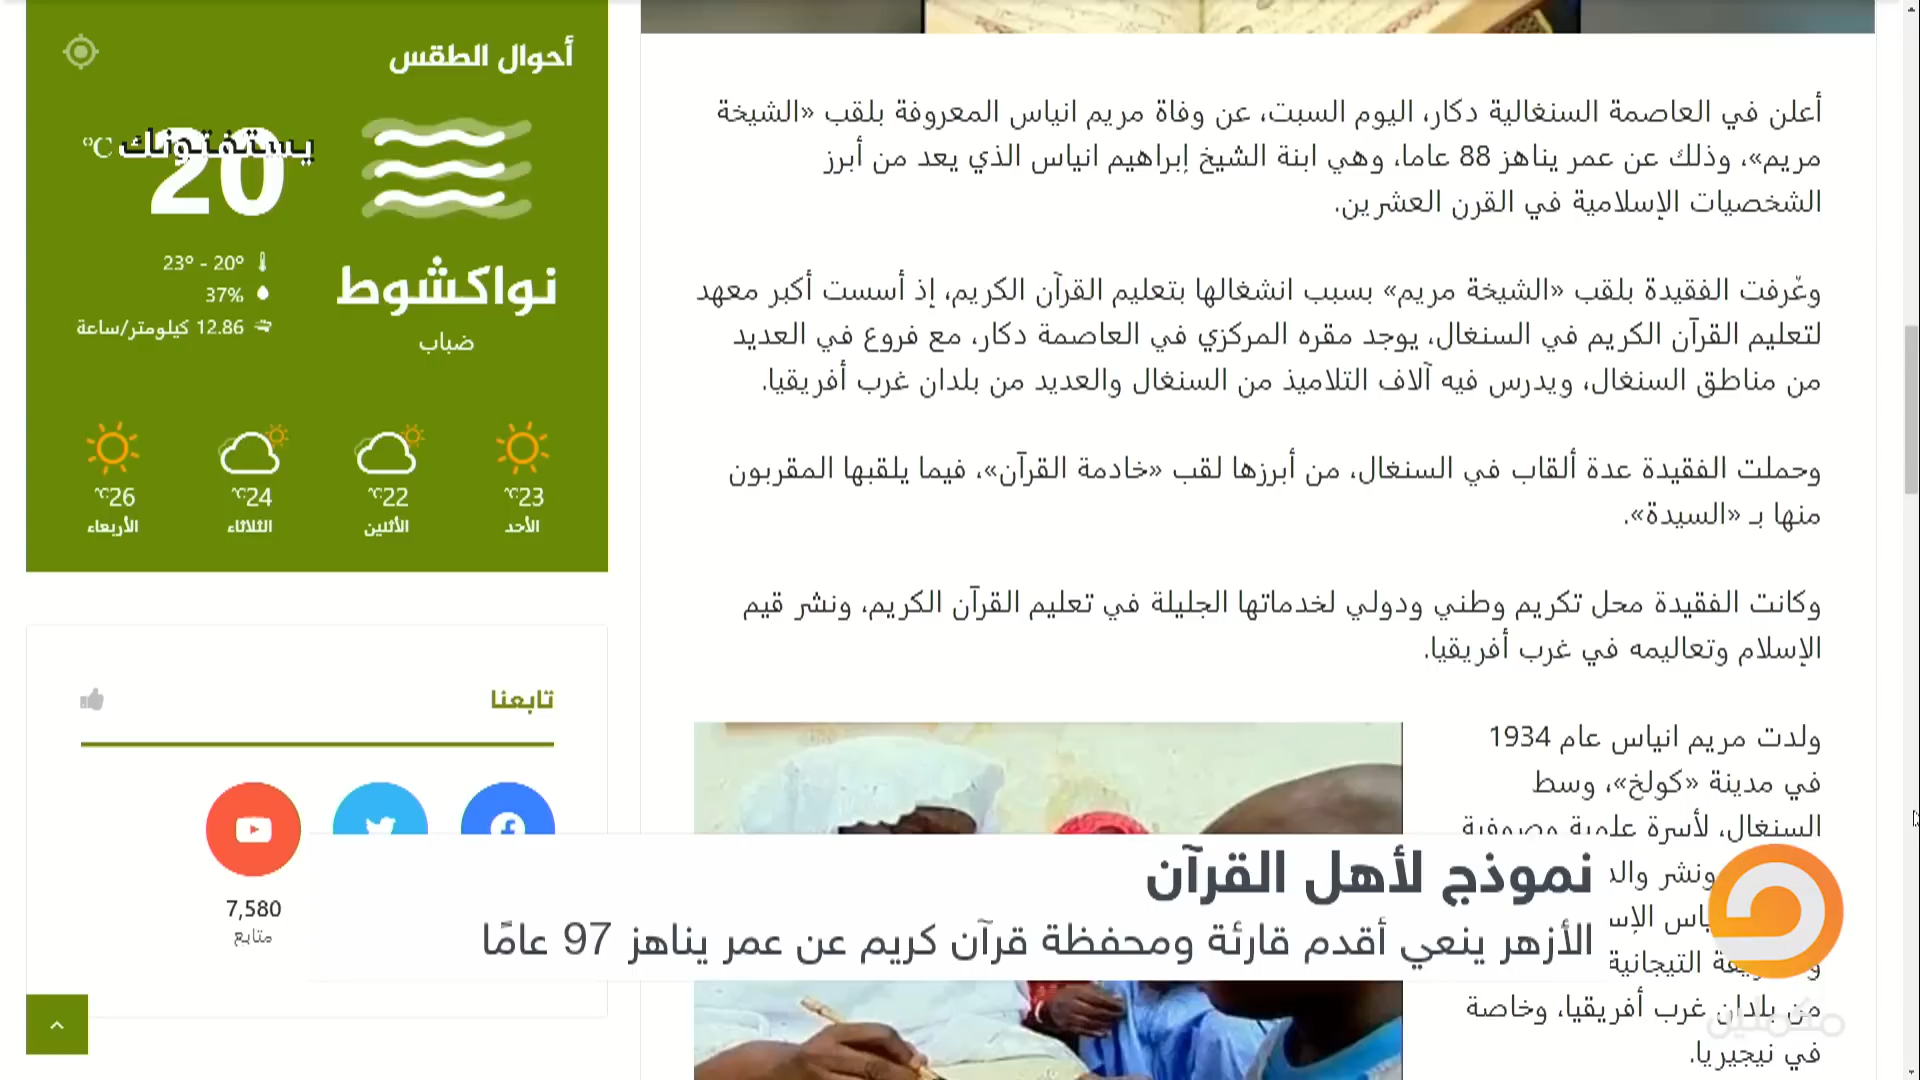 أعلن في العاصمة السنغالية دكار، اليوم السبت، عن وفاة مريم انياس المعروفة بلقب «الشيخة
مريم»، وذلك عن عمر يناهز 88 عاما، وهي ابنة الشيخ إبراهيم انياس الذي يعد من أبرز
الشخصيات الإسلامية في القرن العشرين.
وعّرفت الفقيدة بلقب «الشيخة مريم» بسبب انشغالها بتعليم القرآن الكريم، إذ أسست أكبر معهد
لتعليم القرآن الكريم في السنغال، يوجد مقره المركزي في العاصمة دكار، مع فروع في العديد
من مناطق السنغال، ويدرس فيه آلاف التلاميذ من السنغال والعديد من بلدان غرب أفريقيا.
وحملت الفقيدة عدة ألقاب في السنغال، من أبرزها لقب «خادمة القرآن»، فيما يلقبها المقربون
منها بـ «السيدة».
وكانت الفقيدة محل تكريم وطني ودولي لخدماتها الجليلة في تعليم القرآن الكريم، ونشر قيم
الإسلام وتعاليمه في غرب أفريقيا.
ولدت مريم انياس عام 1934
في مدينة «كولخ»، وسط
السنغال، لأسرة علمية وصوفية
ونشر
التيجانية
من بلدان غرب أفريقيا، وخاصة
في نيجيريا.
أحوال الطقس
يستفتونك
20 °C
نواكشوط
ضباب
23° - 20°
37%
12.86 كيلومتر/ساعة
23℃
22℃
24℃
26℃
الأحد
الأثنين
الثلاثاء
الأربعاء
تابعنا
7,580
متابع
نموذج لأهل القرآن
الأزهر ينعي أقدم قارئة ومحفظة قرآن كريم عن عمر يناهز 97 عامًا
مكملين